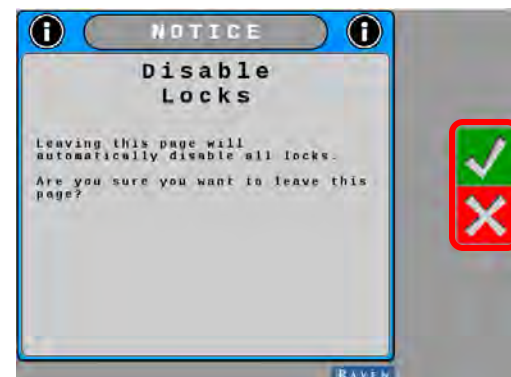 NOTICE
Disable
Locks
Leaving this page will
automatically disable all locks.
Are you sure you want to leave this
page?
RAVEN